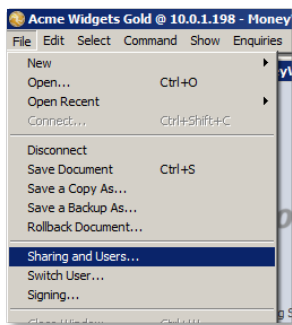 Acme Widgets Gold @ 10.0.1.198 - Money
File Edit Select Command Show Enquiries
New
Open... Ctrl+O
Open Recent
Connect... Ctrl+Shift+C
Disconnect
Save Document Ctrl+S
Save a Copy As...
Save a Backup As...
Rollback Document...
Sharing and Users...
Switch User...
Signing...